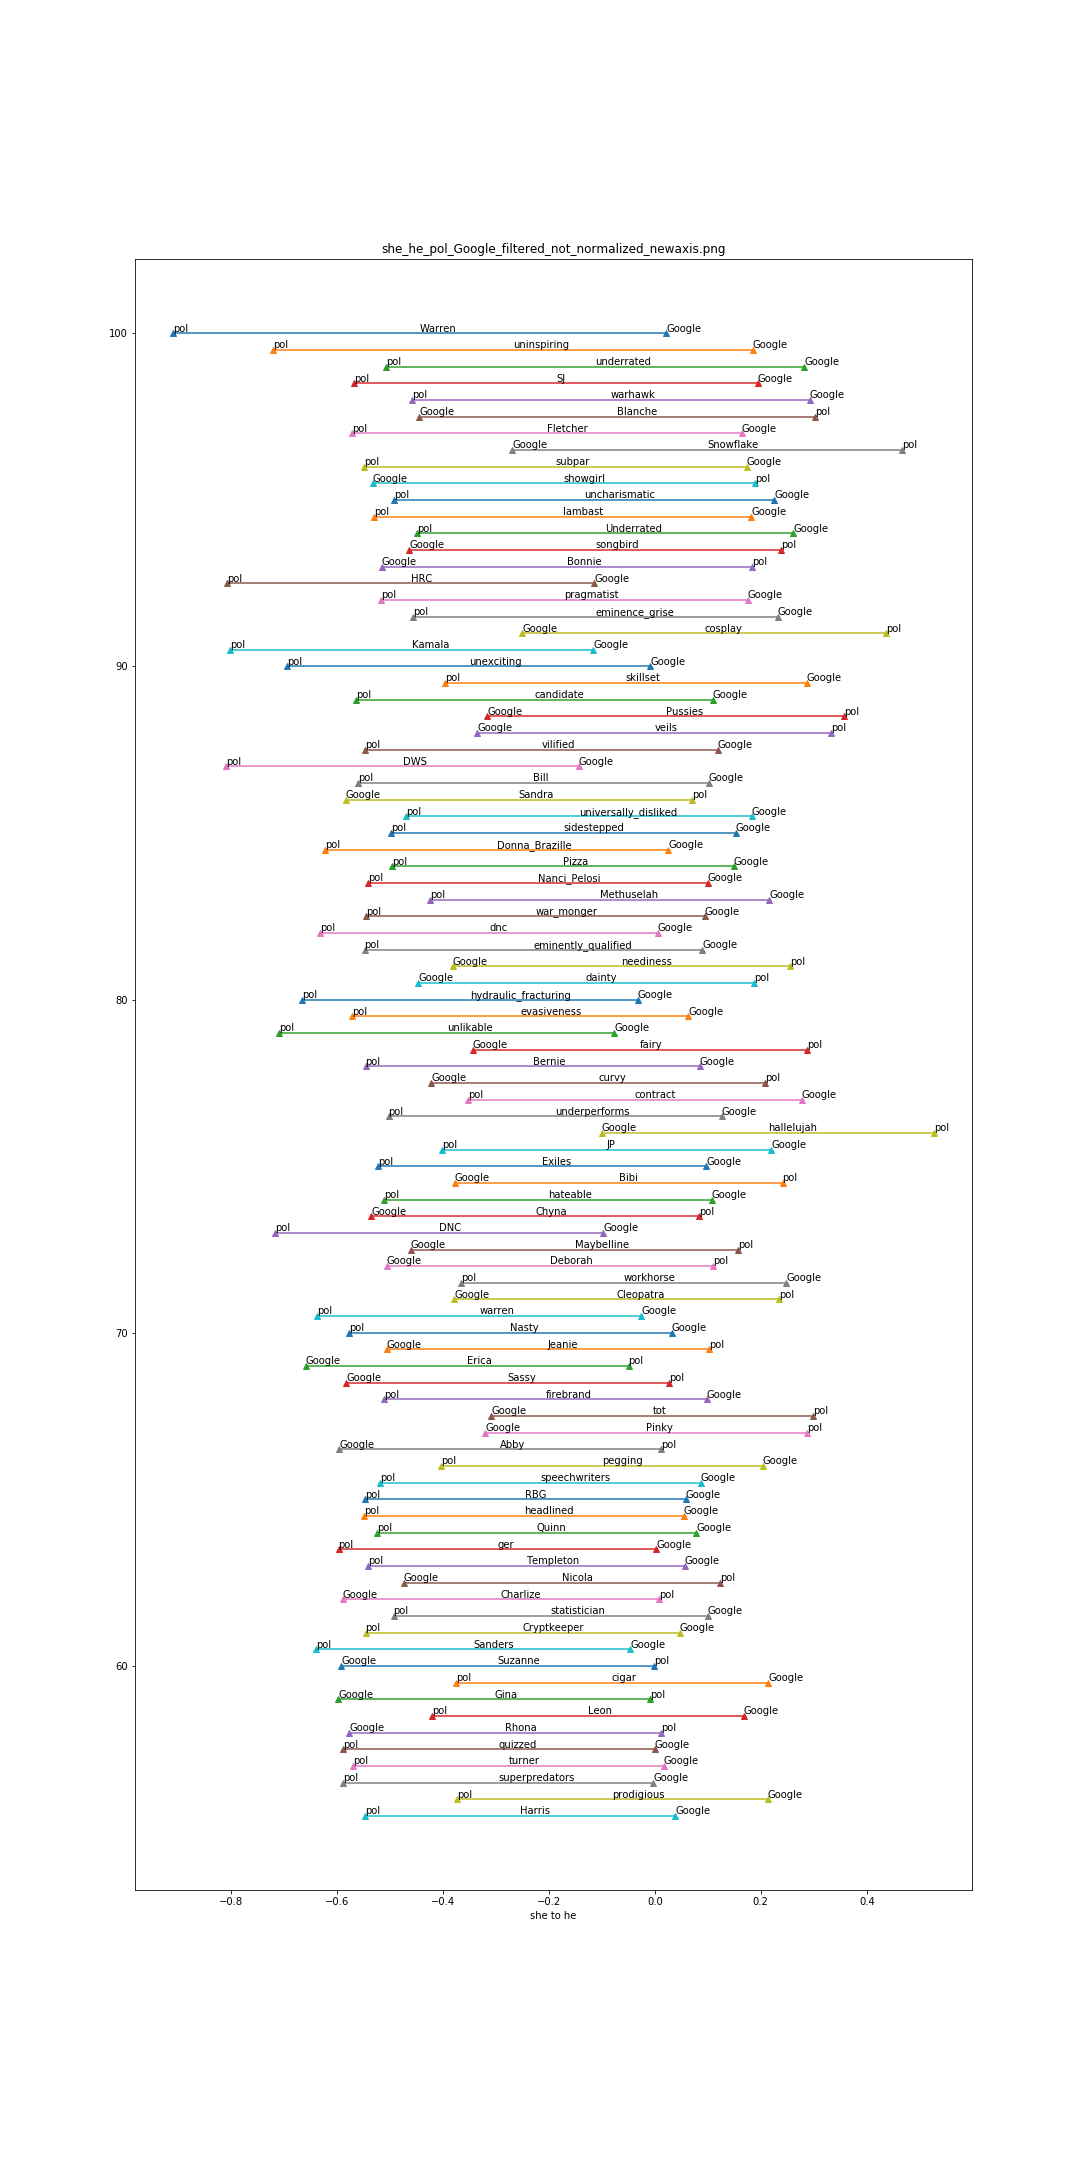 she_he_pol_Google_filtered_not_normalized_newaxis.png
100 pol Warren Google
pol uninspiring Google
pol underrated Google
pol SJ Google
pol warhawk Google
Google Blanche pol
pol Fletcher Google
Google Snowflake pol
pol subpar Google
Google showgirl pol
pol uncharismatic Google
pol lambast Google
pol Underrated Google
Google songbird pol
Google Bonnie pol
pol HRC Google
pol pragmatist Google
pol eminence_grise Google
Google cosplay pol
pol Kamala Google
90 pol unexciting Google
pol skillset Google
pol candidate Google
Google Pussies pol
Google veils pol
pol vilified Google
pol DWS Google
pol Bill Google
Google Sandra pol
pol universally_disliked Google
pol sidestepped Google
pol Donna_Brazille Google
pol Pizza Google
pol Nanci_Pelosi Google
pol Methuselah Google
pol war_monger Google
pol dnc Google
pol eminently_qualified Google
Google neediness pol
Google dainty pol
80 pol hydraulic_fracturing Google
pol evasiveness Google
pol unlikable Google
Google fairy pol
pol Bernie Google
Google curvy pol
pol contract Google
pol underperforms Google
Google hallelujah pol
pol JP Google
pol Exiles Google
Google Bibi pol
pol hateable Google
Google Chyna pol
pol DNC Google
Google Maybelline pol
Google Deborah pol
pol workhorse Google
Google Cleopatra pol
pol warren Google
70 pol Nasty Google
Google Jeanie pol
Google Erica pol
Google Sassy pol
pol firebrand Google
Google tot pol
Google Pinky pol
Google Abby pol
pol pegging Google
pol speechwriters Google
pol RBG Google
pol headlined Google
pol Quinn Google
pol ger Google
pol Templeton Google
Google Nicola pol
Google Charlize pol
pol statistician Google
pol Cryptkeeper Google
pol Sanders Google
60 Google Suzanne pol
pol cigar Google
Google Gina pol
pol Leon Google
Google Rhona pol
pol quizzed Google
pol turner Google
pol superpredators Google
pol prodigious Google
pol Harris Google
−0.8 −0.6 −0.4 −0.2 0.0 0.2 0.4
she to he